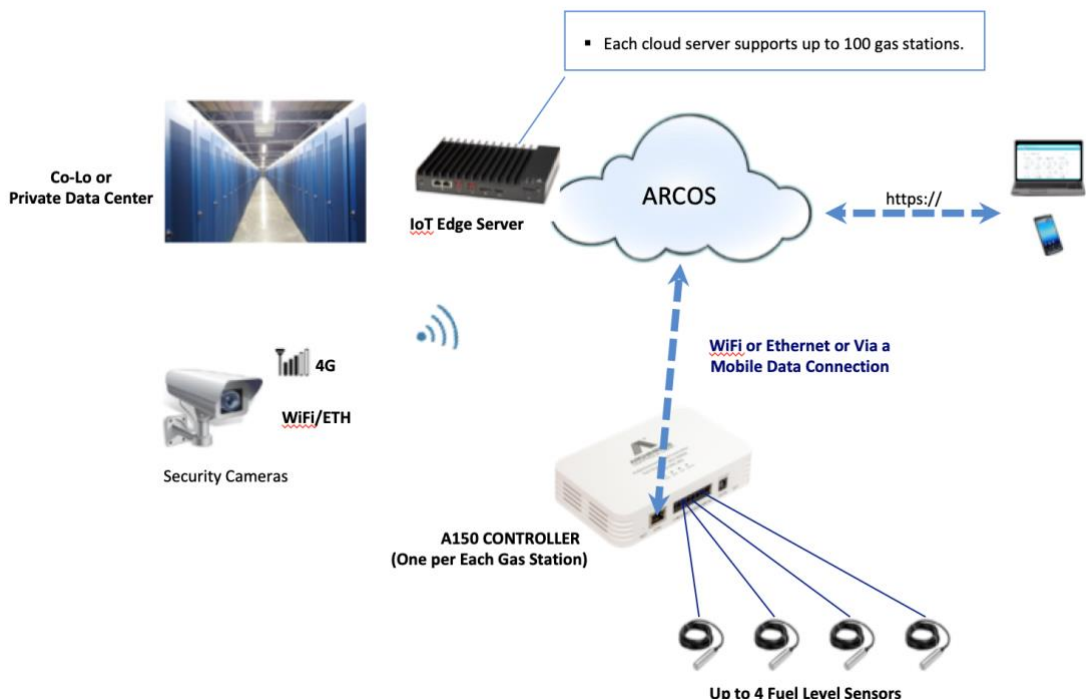 ▪ Each cloud server supports up to 100 gas stations.
Co-Lo or
Private Data Center
IoT Edge Server
ARCOS
https://
WiFi or Ethernet or Via a
Mobile Data Connection
4G
WiFi/ETH
Security Cameras
A150 CONTROLLER
(One per Each Gas Station)
Up to 4 Fuel Level Sensors